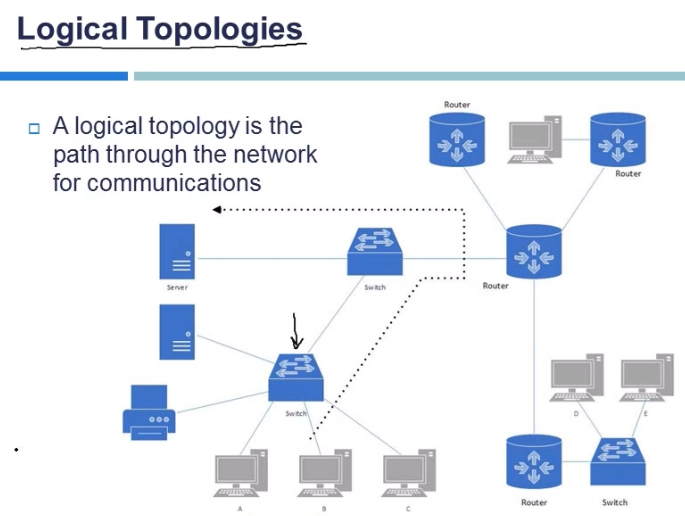 Logical Topologies
A logical topology is the
path through the network
for communications
Router
Router
Server
Switch
Router
Switch
D
E
A
B
C
Router
Switch